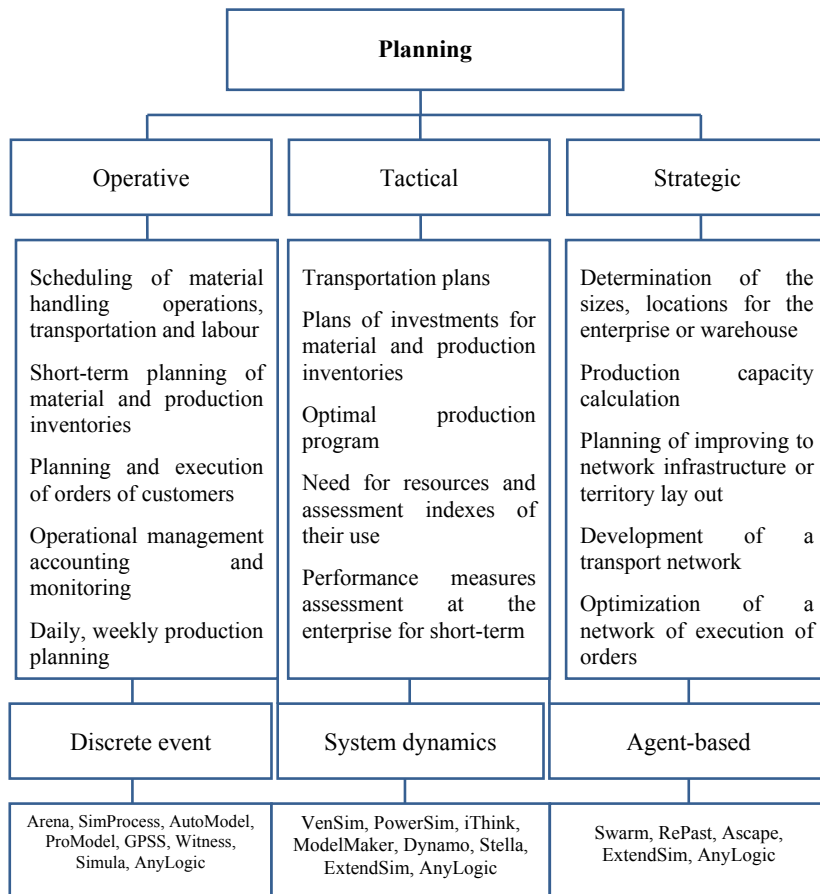 Planning
Operative
Tactical
Strategic
Scheduling of material
handling operations,
transportation and labour
Short-term planning of
material and production
inventories
Planning and execution
of orders of customers
Operational management
accounting and
monitoring
Daily, weekly production
planning
Transportation plans
Plans of investments for
material and production
inventories
Optimal production
program
Need for resources and
assessment indexes of
their use
Performance measures
assessment at the
enterprise for short-term
Determination of the
sizes, locations for the
enterprise or warehouse
Production capacity
calculation
Planning of improving to
network infrastructure or
territory lay out
Development of a
transport network
Optimization of a
network of execution of
orders
Discrete event
System dynamics
Agent-based
Arena, SimProcess, AutoModel,
ProModel, GPSS, Witness,
Simula, AnyLogic
VenSim, PowerSim, iThink,
ModelMaker, Dynamo, Stella,
ExtendSim, AnyLogic
Swarm, RePast, Ascape,
ExtendSim, AnyLogic